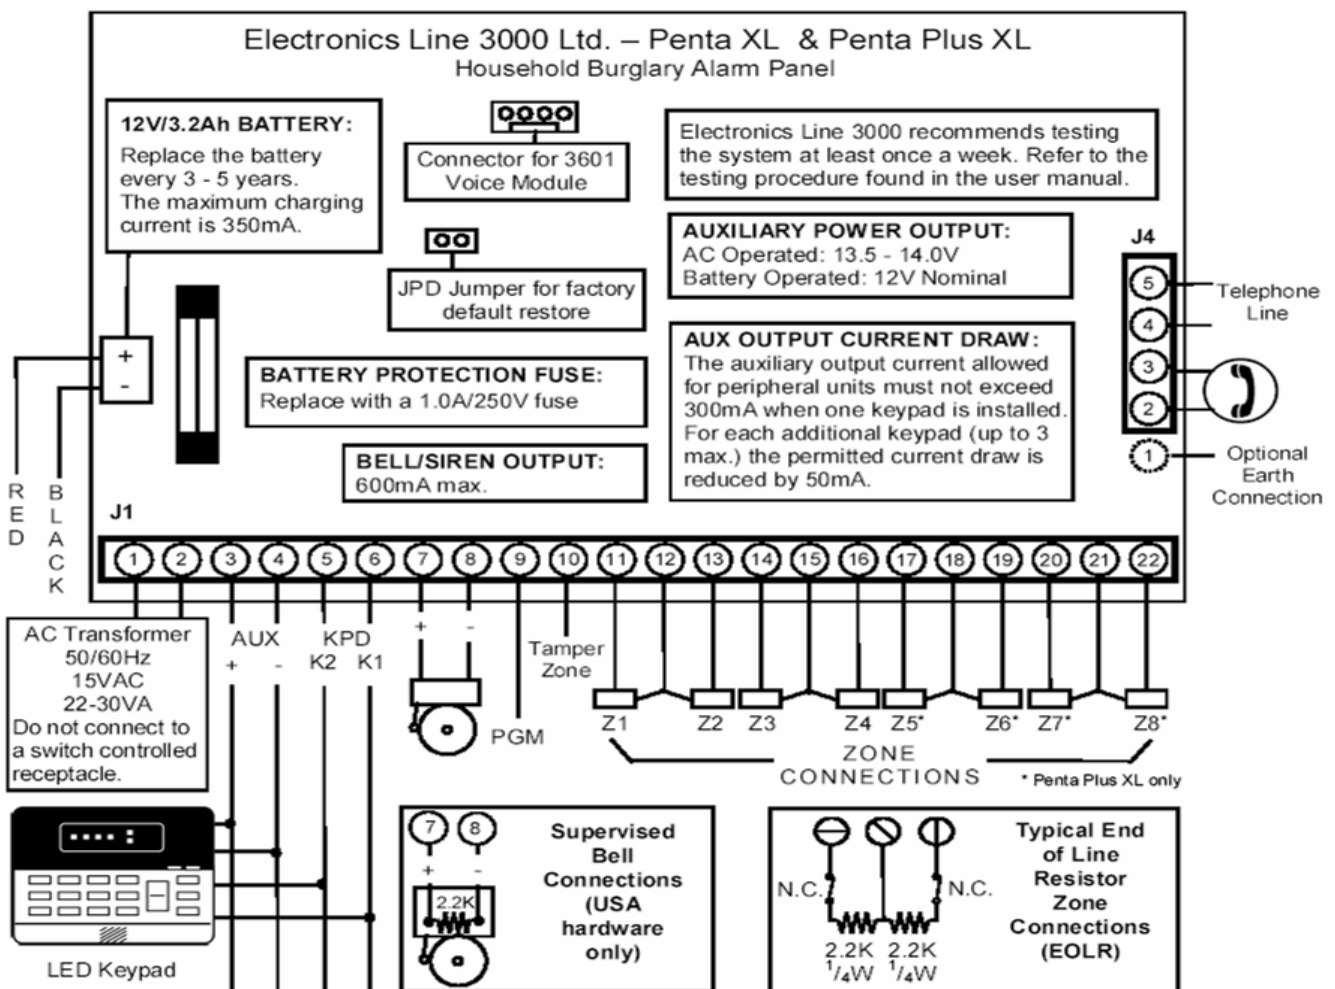 Electronics Line 3000 Ltd. – Penta XL & Penta Plus XL
Household Burglary Alarm Panel
12V/3.2Ah BATTERY:
Replace the battery
every 3 - 5 years.
The maximum charging
current is 350mA.
Connector for 3601
Voice Module
Electronics Line 3000 recommends testing
the system at least once a week. Refer to the
testing procedure found in the user manual.
JPD Jumper for factory
default restore
AUXILIARY POWER OUTPUT:
AC Operated: 13.5 - 14.0V
Battery Operated: 12V Nominal
J4
5
4
3
2
1
Telephone
Line
Optional
Earth
Connection
+
-
BATTERY PROTECTION FUSE:
Replace with a 1.0A/250V fuse
AUX OUTPUT CURRENT DRAW:
The auxiliary output current allowed
for peripheral units must not exceed
300mA when one keypad is installed.
For each additional keypad (up to 3
max.) the permitted current draw is
reduced by 50mA.
BELL/SIREN OUTPUT:
600mA max.
RED
BLACK
J1
1 2 3 4 5 6 7 8 9 10 11 12 13 14 15 16 17 18 19 20 21 22
AC Transformer
50/60Hz
15VAC
22-30VA
Do not connect to
a switch controlled
receptacle.
AUX
+ -
KPD
K2 K1
+ -
PGM
Tamper
Zone
Z1 Z2 Z3 Z4 Z5* Z6* Z7* Z8*
ZONE
CONNECTIONS
* Penta Plus XL only
LED Keypad
7 8
+ -
2.2K
Supervised
Bell
Connections
(USA
hardware
only)
N.C. N.C.
2.2K 2.2K
1/4W 1/4W
Typical End
of Line
Resistor
Zone
Connections
(EOLR)